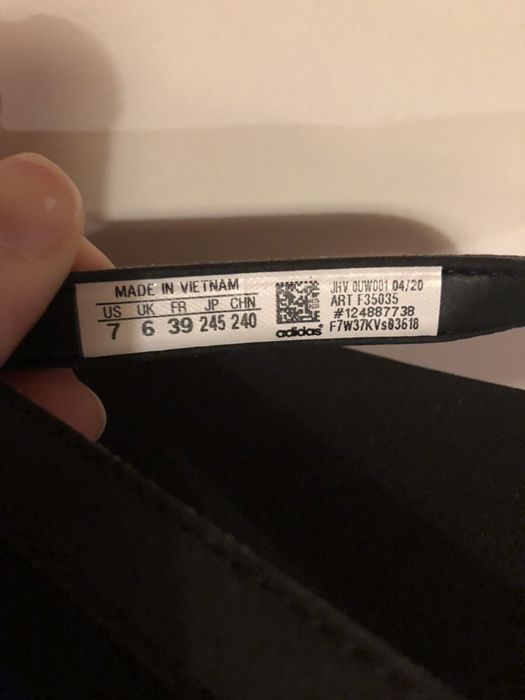 MADE IN VIETNAM
US UK FR JP CHN
7 6 39 245 240
adidas
JHV 0UW001 04/20
ART F35035
#124887738
F7W37KVs03618